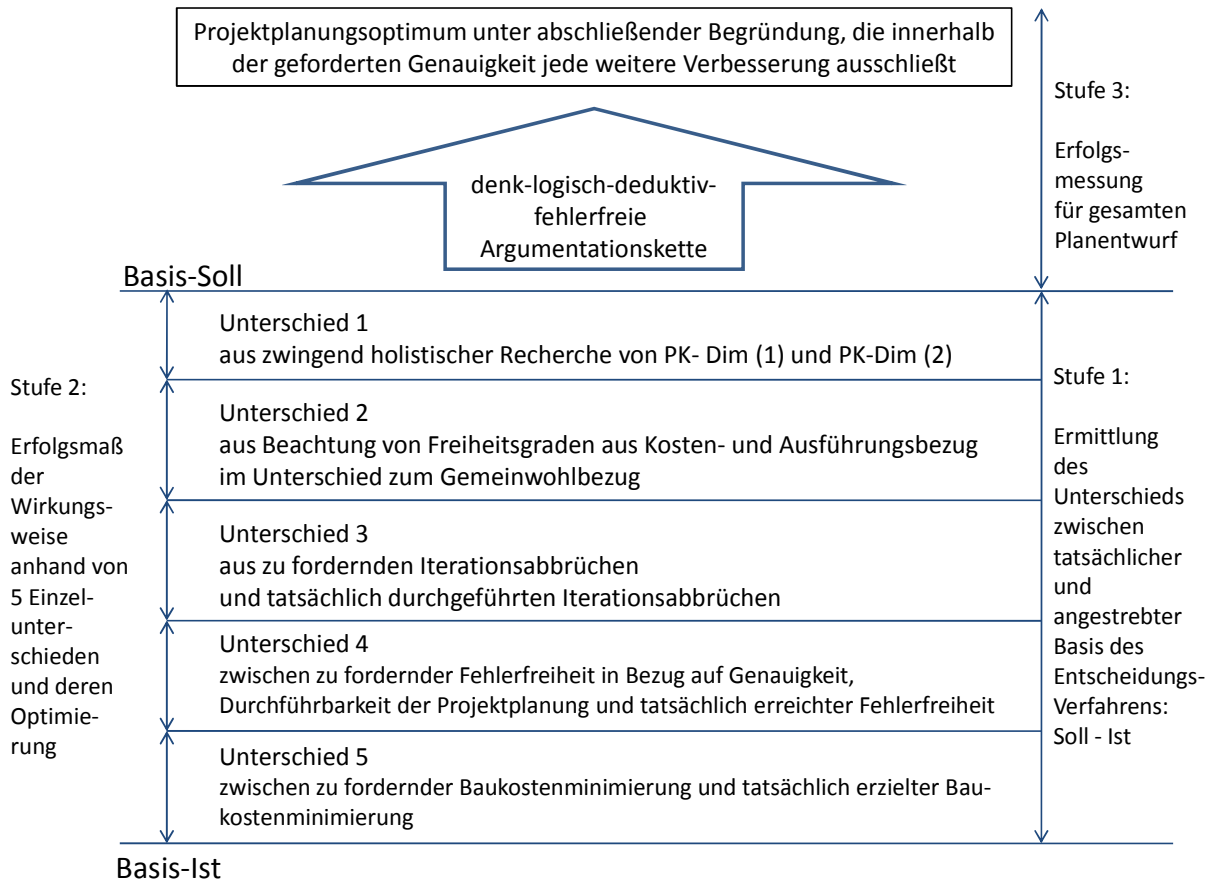 Projektplanungsoptimum unter abschließender Begründung, die innerhalb
der geforderten Genauigkeit jede weitere Verbesserung ausschließt
denk-logisch-deduktiv-
fehlerfreie
Argumentationskette
Stufe 3:
Erfolgs-
messung
für gesamten
Planentwurf
Basis-Soll
Unterschied 1
aus zwingend holistischer Recherche von PK- Dim (1) und PK-Dim (2)
Unterschied 2
aus Beachtung von Freiheitsgraden aus Kosten- und Ausführungsbezug
im Unterschied zum Gemeinwohlbezug
Unterschied 3
aus zu fordernden Iterationsabbrüchen
und tatsächlich durchgeführten Iterationsabbrüchen
Unterschied 4
zwischen zu fordernder Fehlerfreiheit in Bezug auf Genauigkeit,
Durchführbarkeit der Projektplanung und tatsächlich erreichter Fehlerfreiheit
Unterschied 5
zwischen zu fordernder Baukostenminimierung und tatsächlich erzielter Bau-
kostenminimierung
Stufe 2:
Erfolgsmaß
der
Wirkungs-
weise
anhand von
5 Einzel-
unter-
schieden
und deren
Optimie-
rung
Stufe 1:
Ermittlung
des
Unterschieds
zwischen
tatsächlicher
und
angestrebter
Basis des
Entscheidungs-
Verfahrens:
Soll - Ist
Basis-Ist